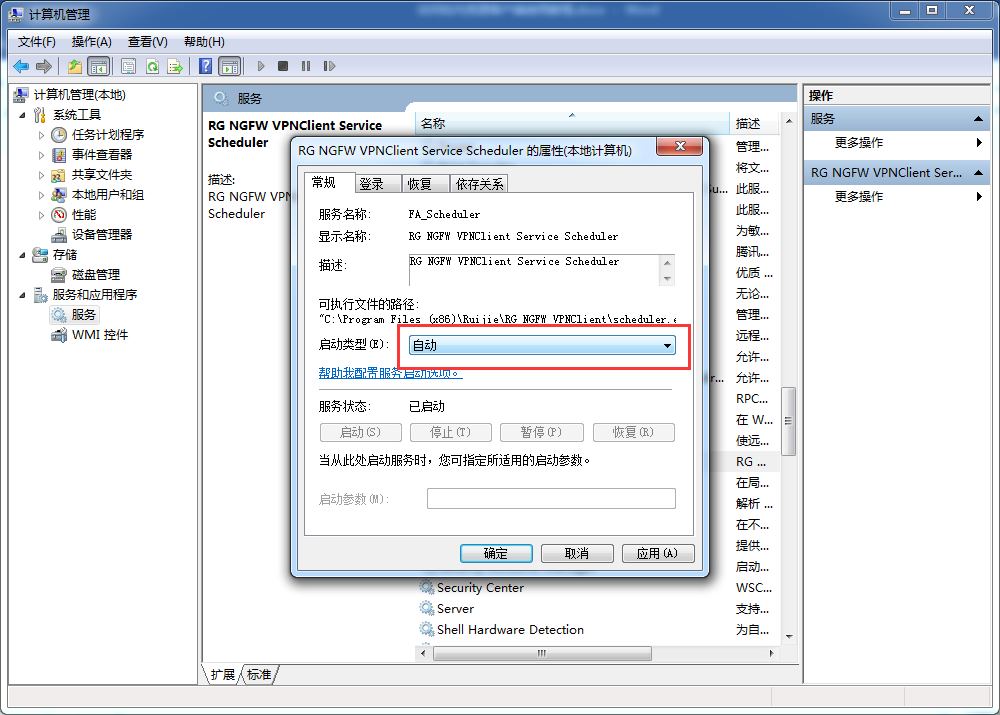 计算机管理
文件(F) 操作(A) 查看(V) 帮助(H)
计算机管理(本地)
系统工具
任务计划程序
事件查看器
共享文件夹
本地用户和组
性能
设备管理器
存储
磁盘管理
服务和应用程序
服务
WMI 控件
服务
RG NGFW VPNClient Service
Scheduler
描述:
RG NGFW VPN
Scheduler
名称
描述
RG NGFW VPNClient Service Scheduler 的属性(本地计算机)
常规 登录 恢复 依存关系
服务名称: FA_Scheduler
显示名称: RG NGFW VPNClient Service Scheduler
描述: RG NGFW VPNClient Service Scheduler
可执行文件的路径:
"C:\Program Files (x86)\Ruijie\RG NGFW VPNClient\scheduler.e
启动类型(E): 自动
帮助我配置服务启动选项。
服务状态: 已启动
启动(S) 停止(T) 暂停(P) 恢复(R)
当从此处启动服务时，您可指定所适用的启动参数。
启动参数(M):
确定 取消 应用(A)
Security Center
Server
Shell Hardware Detection
管理...
将文...
此服...
此服...
为敏...
腾讯...
优质 ...
无论...
管理...
远程...
允许...
允许...
RPC...
在 W...
使远...
RG ...
在局...
解析 ...
在不...
提供...
启动...
WSC...
支持...
为自...
扩展 标准
操作
服务
更多操作
RG NGFW VPNClient Ser...
更多操作